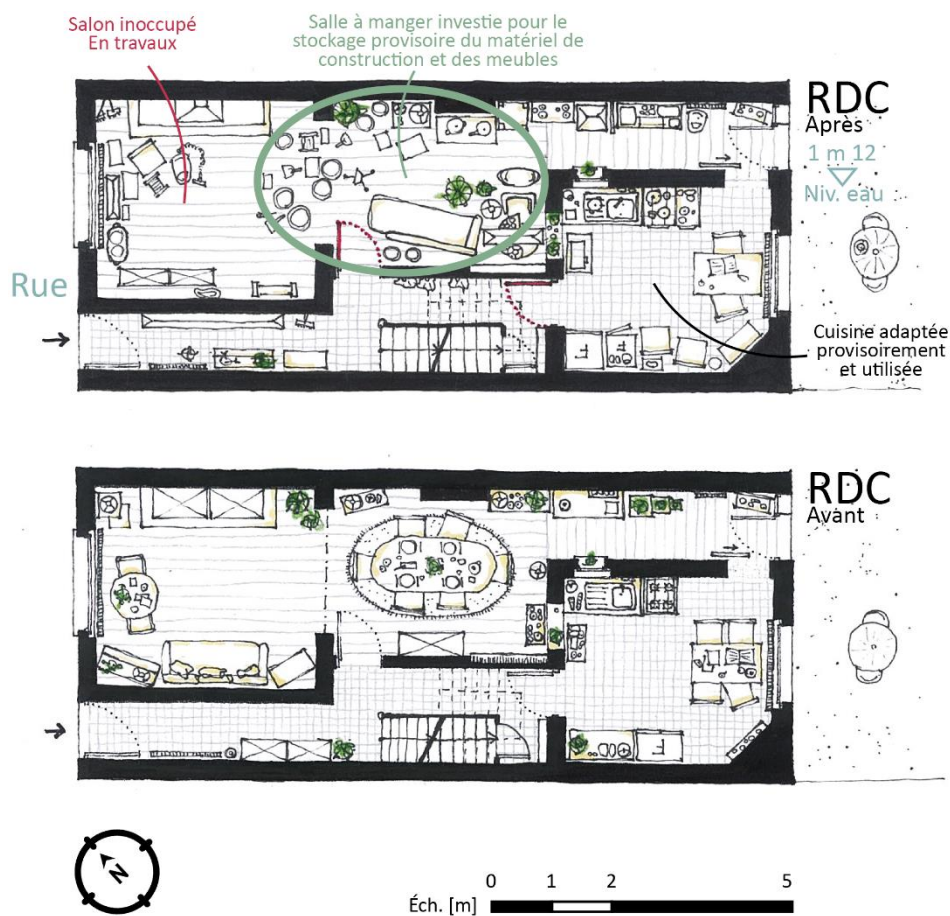 Salon inoccupé
En travaux
Salle à manger investie pour le
stockage provisoire du matériel de
construction et des meubles
RDC
Après
1 m 12
Niv. eau
Rue
Cuisine adaptée
provisoirement
et utilisée
RDC
Avant
N
0 1 2 5
Éch. [m]